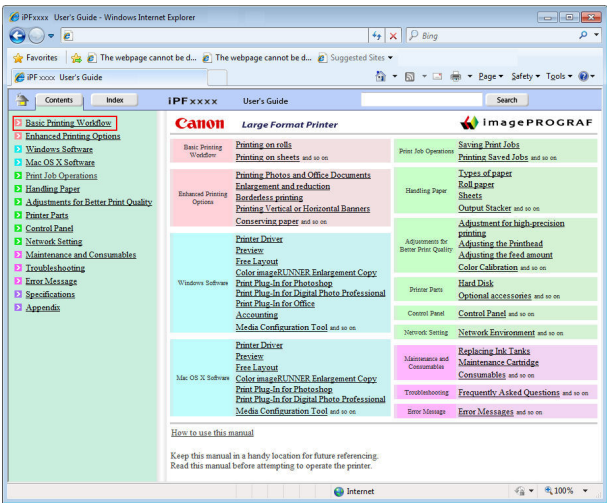 iPFxxxx User's Guide - Windows Internet Explorer
Bing
Favorites
The webpage cannot be d...
The webpage cannot be d...
Suggested Sites
iPFxxxx User's Guide
Page Safety Tools
Contents Index
iPFxxxx User's Guide
Search
Basic Printing Workflow
Enhanced Printing Options
Windows Software
Mac OS X Software
Print Job Operations
Handling Paper
Adjustments for Better Print Quality
Printer Parts
Control Panel
Network Setting
Maintenance and Consumables
Troubleshooting
Error Message
Specifications
Appendix
Canon Large Format Printer
imagePROGRAF
Basic Printing
Workflow
Printing on rolls
Printing on sheets and so on
Enhanced Printing
Options
Printing Photos and Office Documents
Enlargement and reduction
Borderless printing
Printing Vertical or Horizontal Banners
Conserving paper and so on
Windows Software
Printer Driver
Preview
Free Layout
Color imageRUNNER Enlargement Copy
Print Plug-In for Photoshop
Print Plug-In for Digital Photo Professional
Print Plug-In for Office
Accounting
Media Configuration Tool and so on
Mac OS X Software
Printer Driver
Preview
Free Layout
Color imageRUNNER Enlargement Copy
Print Plug-In for Photoshop
Print Plug-In for Digital Photo Professional
Media Configuration Tool and so on
Print Job Operations
Saving Print Jobs
Printing Saved Jobs and so on
Handling Paper
Types of paper
Roll paper
Sheets
Output Stacker and so on
Adjustments for
Better Print Quality
Adjustment for high-precision
printing
Adjusting the Printhead
Adjusting the feed amount
Color Calibration and so on
Printer Parts
Hard Disk
Optional accessories and so on
Control Panel
Control Panel and so on
Network Setting
Network Environment and so on
Maintenance and
Consumables
Replacing Ink Tanks
Maintenance Cartridge
Consumables and so on
Troubleshooting
Frequently Asked Questions and so on
Error Message
Error Messages and so on
How to use this manual
Keep this manual in a handy location for future referencing.
Read this manual before attempting to operate the printer.
Internet
100%